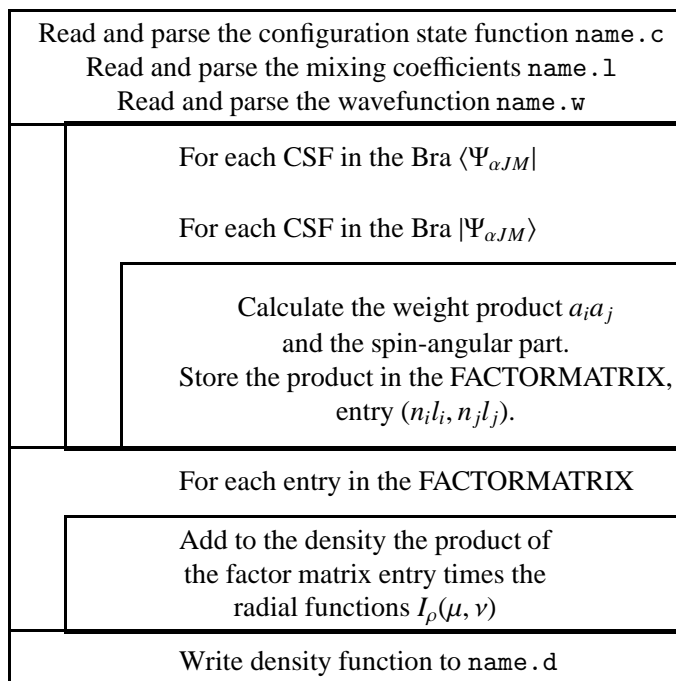 Read and parse the configuration state function name.c
Read and parse the mixing coefficients name.l
Read and parse the wavefunction name.w
For each CSF in the Bra ⟨Ψ_{αJM}|
For each CSF in the Bra |Ψ_{αJM}⟩
Calculate the weight product a_i a_j
and the spin-angular part.
Store the product in the FACTORMATRIX,
entry (n_i l_i, n_j l_j).
For each entry in the FACTORMATRIX
Add to the density the product of
the factor matrix entry times the
radial functions I_ρ(μ, ν)
Write density function to name.d